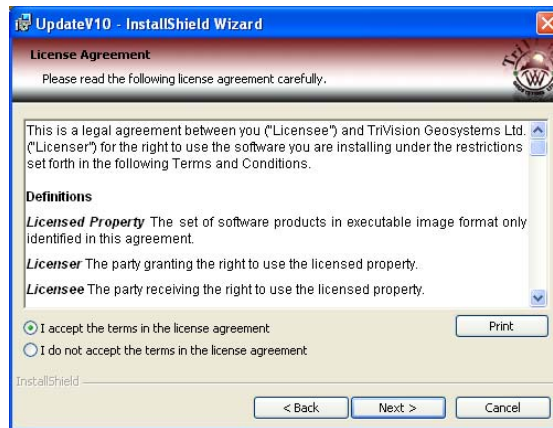 UpdateV10 - InstallShield Wizard
License Agreement
Please read the following license agreement carefully.
This is a legal agreement between you ("Licensee") and TriVision Geosystems Ltd.
("Licenser") for the right to use the software you are installing under the restrictions
set forth in the following Terms and Conditions.
Definitions
Licensed Property The set of software products in executable image format only
identified in this agreement.
Licenser The party granting the right to use the licensed property.
Licensee The party receiving the right to use the licensed property.
I accept the terms in the license agreement
Print
I do not accept the terms in the license agreement
InstallShield
< Back
Next >
Cancel